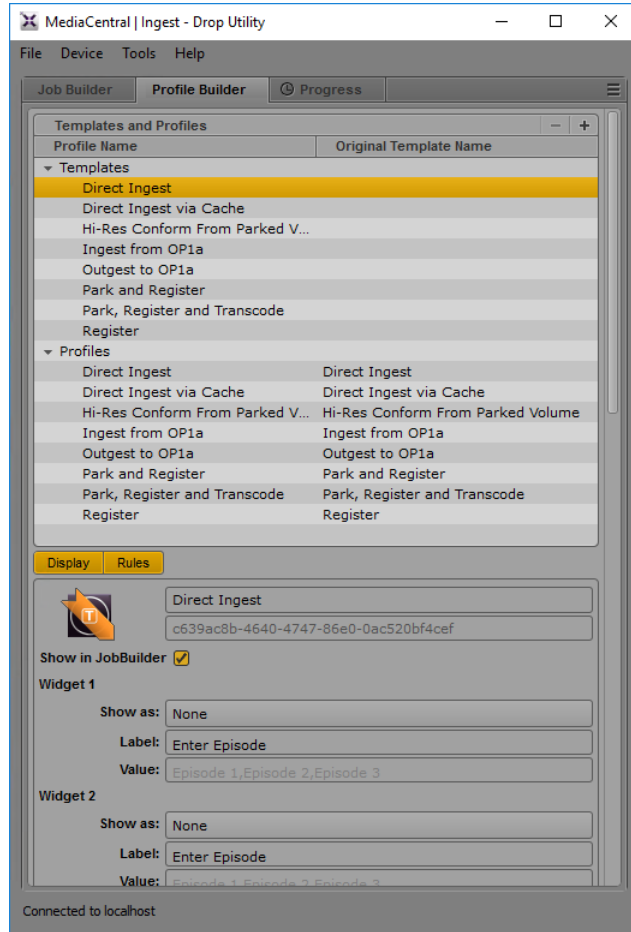 MediaCentral | Ingest - Drop Utility
File Device Tools Help
Job Builder Profile Builder Progress
Templates and Profiles
Profile Name Original Template Name
Templates
Direct Ingest
Direct Ingest via Cache
Hi-Res Conform From Parked V...
Ingest from OP1a
Outgest to OP1a
Park and Register
Park, Register and Transcode
Register
Profiles
Direct Ingest Direct Ingest
Direct Ingest via Cache Direct Ingest via Cache
Hi-Res Conform From Parked V... Hi-Res Conform From Parked Volume
Ingest from OP1a Ingest from OP1a
Outgest to OP1a Outgest to OP1a
Park and Register Park and Register
Park, Register and Transcode Park, Register and Transcode
Register Register
Display Rules
T Direct Ingest
c639ac8b-4640-4747-86e0-0ac520bf4cef
Show in JobBuilder
Widget 1
Show as: None
Label: Enter Episode
Value: Episode 1,Episode 2,Episode 3
Widget 2
Show as: None
Label: Enter Episode
Value: Episode 1,Episode 2,Episode 3
Connected to localhost